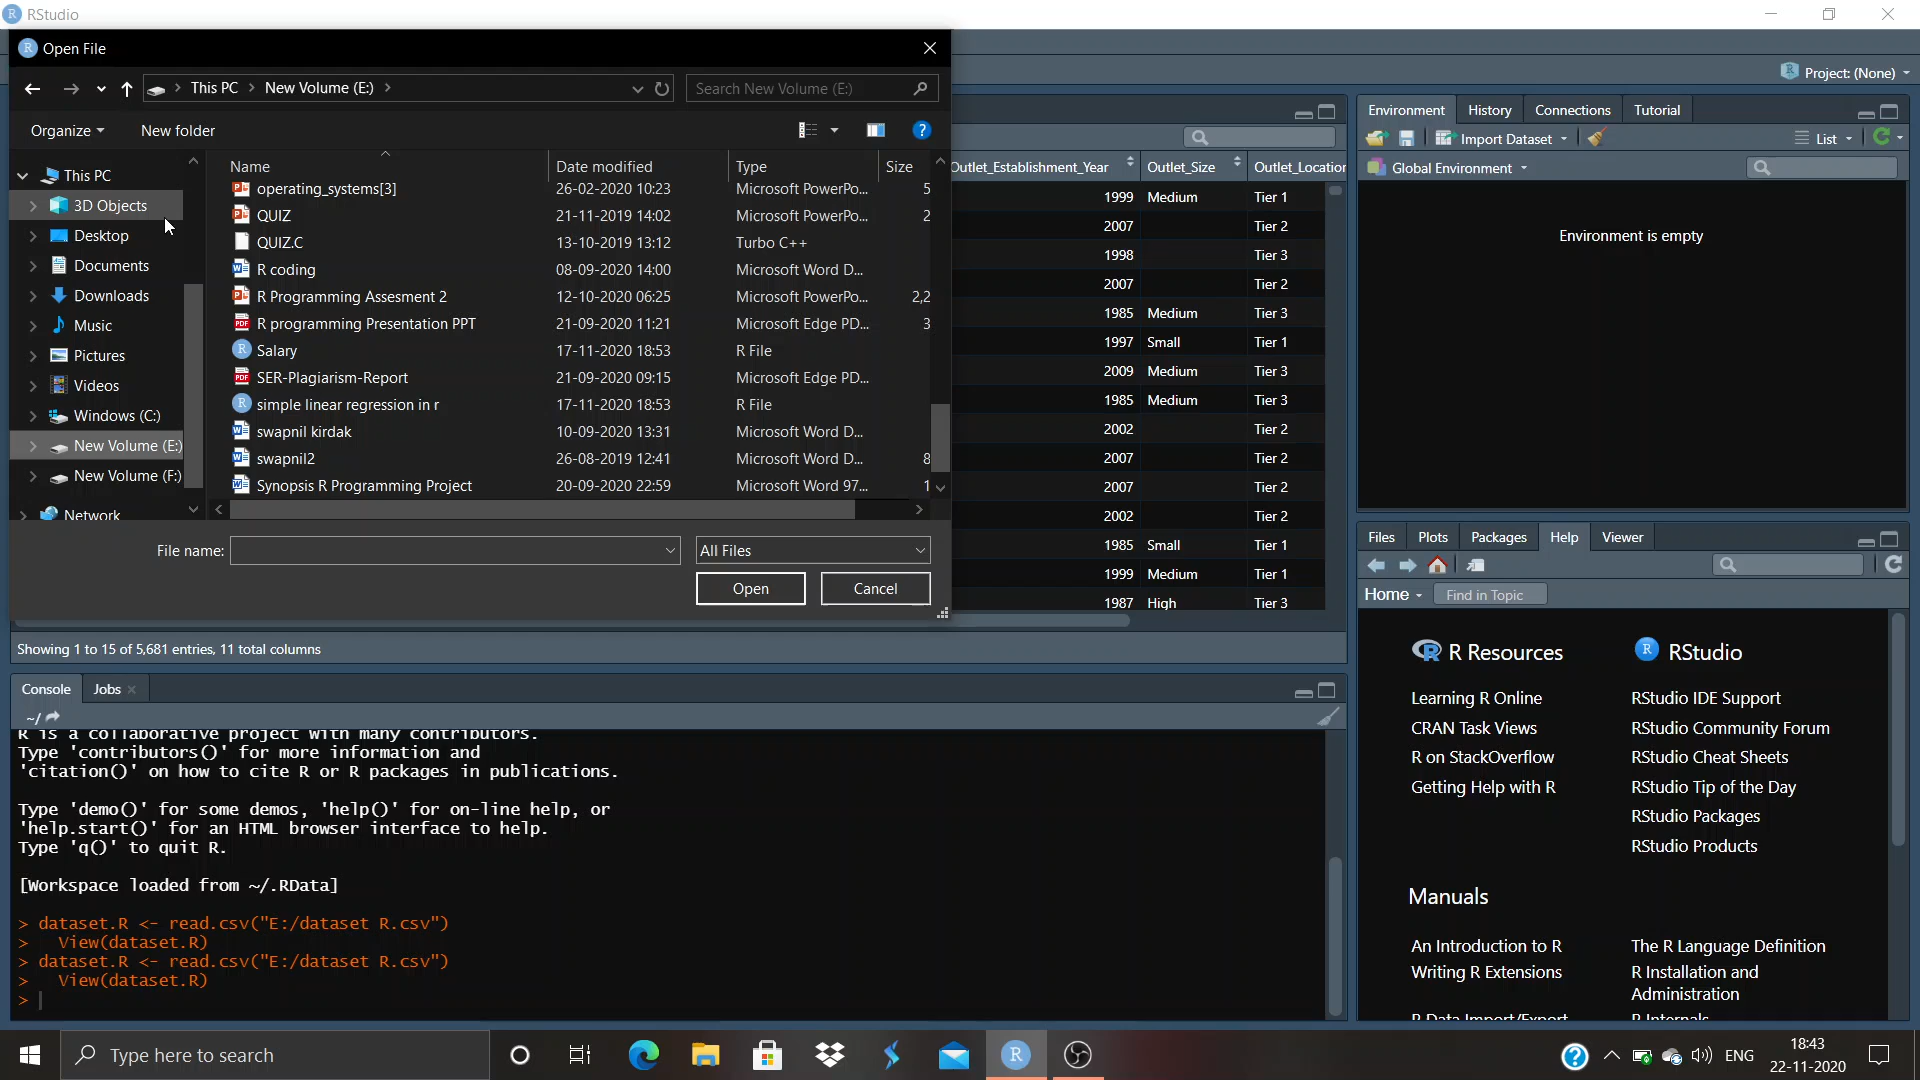 RStudio
Open File
This PC > New Volume (E:) >
Search New Volume (E:)
Organize
New folder
Project: (None)
This PC
3D Objects
Desktop
Documents
Downloads
Music
Pictures
Videos
Windows (C:)
New Volume (E:)
New Volume (F:)
Network
Name Date modified Type Size
operating_systems[3] 26-02-2020 10:23 Microsoft PowerPo... 5
QUIZ 21-11-2019 14:02 Microsoft PowerPo... 2
QUIZ.C 13-10-2019 13:12 Turbo C++
R coding 08-09-2020 14:00 Microsoft Word D...
R Programming Assesment 2 12-10-2020 06:25 Microsoft PowerPo... 2,2
R programming Presentation PPT 21-09-2020 11:21 Microsoft Edge PD... 3
Salary 17-11-2020 18:53 R File
SER-Plagiarism-Report 21-09-2020 09:15 Microsoft Edge PD...
simple linear regression in r 17-11-2020 18:53 R File
swapnil kirdak 10-09-2020 13:31 Microsoft Word D...
swapnil2 26-08-2019 12:41 Microsoft Word D... 8
Synopsis R Programming Project 20-09-2020 22:59 Microsoft Word 97... 1
File name:
All Files
Open
Cancel
Outlet_Establishment_Year Outlet_Size Outlet_Location
1999 Medium Tier 1
2007 Tier 2
1998 Tier 3
2007 Tier 2
1985 Medium Tier 3
1997 Small Tier 1
2009 Medium Tier 3
1985 Medium Tier 3
2002 Tier 2
2007 Tier 2
2007 Tier 2
2002 Tier 2
1985 Small Tier 1
1999 Medium Tier 1
1987 High Tier 3
Showing 1 to 15 of 5,681 entries, 11 total columns
Console Jobs
~/
R is a collaborative project with many contributors.
Type 'contributors()' for more information and
'citation()' on how to cite R or R packages in publications.
Type 'demo()' for some demos, 'help()' for on-line help, or
'help.start()' for an HTML browser interface to help.
Type 'q()' to quit R.
[Workspace loaded from ~/.RData]
> dataset.R <- read.csv("E:/dataset R.csv")
>   View(dataset.R)
> dataset.R <- read.csv("E:/dataset R.csv")
>   View(dataset.R)
>
Environment History Connections Tutorial
Import Dataset
List
Global Environment
Environment is empty
Files Plots Packages Help Viewer
Home
Find in Topic
R Resources
Learning R Online
CRAN Task Views
R on StackOverflow
Getting Help with R
RStudio
RStudio IDE Support
RStudio Community Forum
RStudio Cheat Sheets
RStudio Tip of the Day
RStudio Packages
RStudio Products
Manuals
An Introduction to R
Writing R Extensions
R Data Import/Export
The R Language Definition
R Installation and
Administration
R Internals
Type here to search
ENG
18:43
22-11-2020